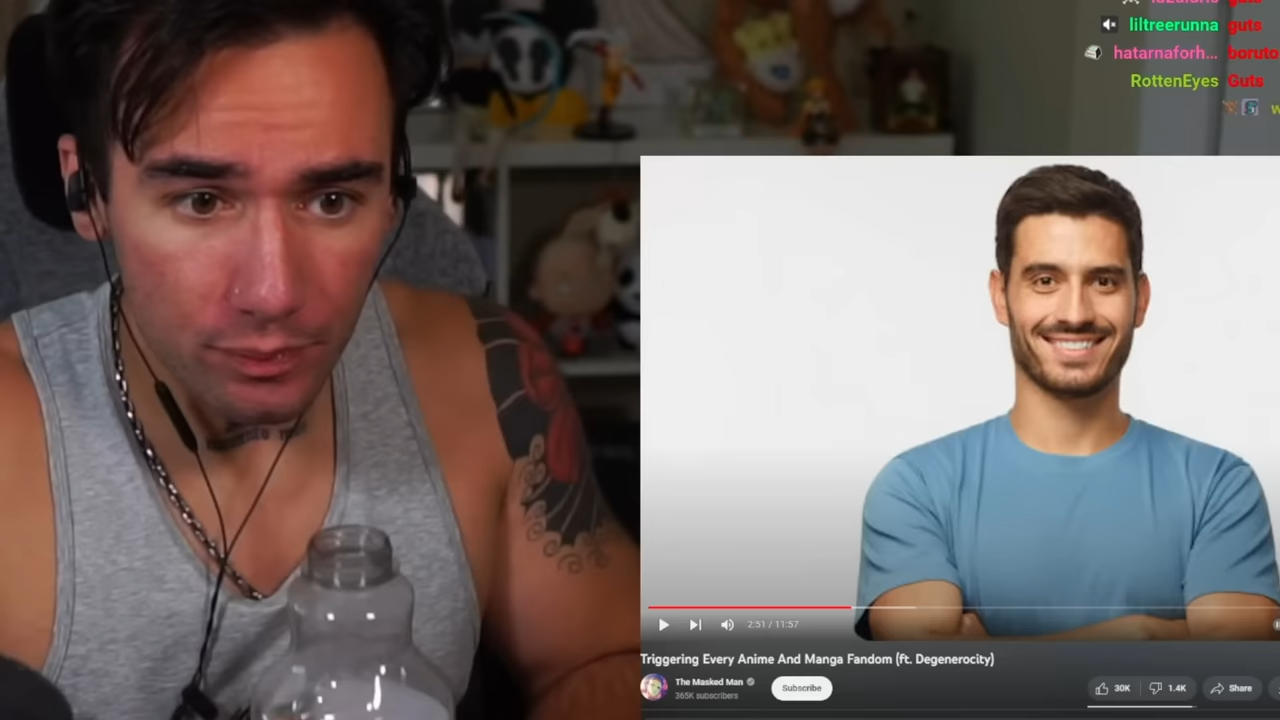 liltreerunna guts
hatarnaforh... boruto
RottenEyes Guts
2:51 / 11:57
Triggering Every Anime And Manga Fandom (ft. Degenerocity)
The Masked Man
365K subscribers
Subscribe
30K
1.4K
Share